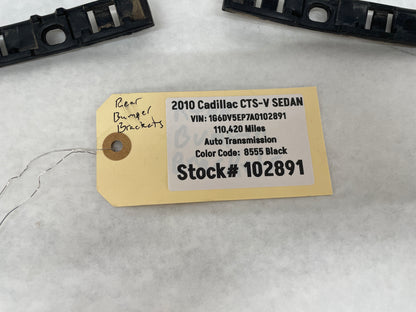 Rear
Bumper
Brackets
2010 Cadillac CTS-V SEDAN
VIN: 1G6DV5EP7A0102891
110,420 Miles
Auto Transmission
Color Code: 8555 Black
Stock# 102891